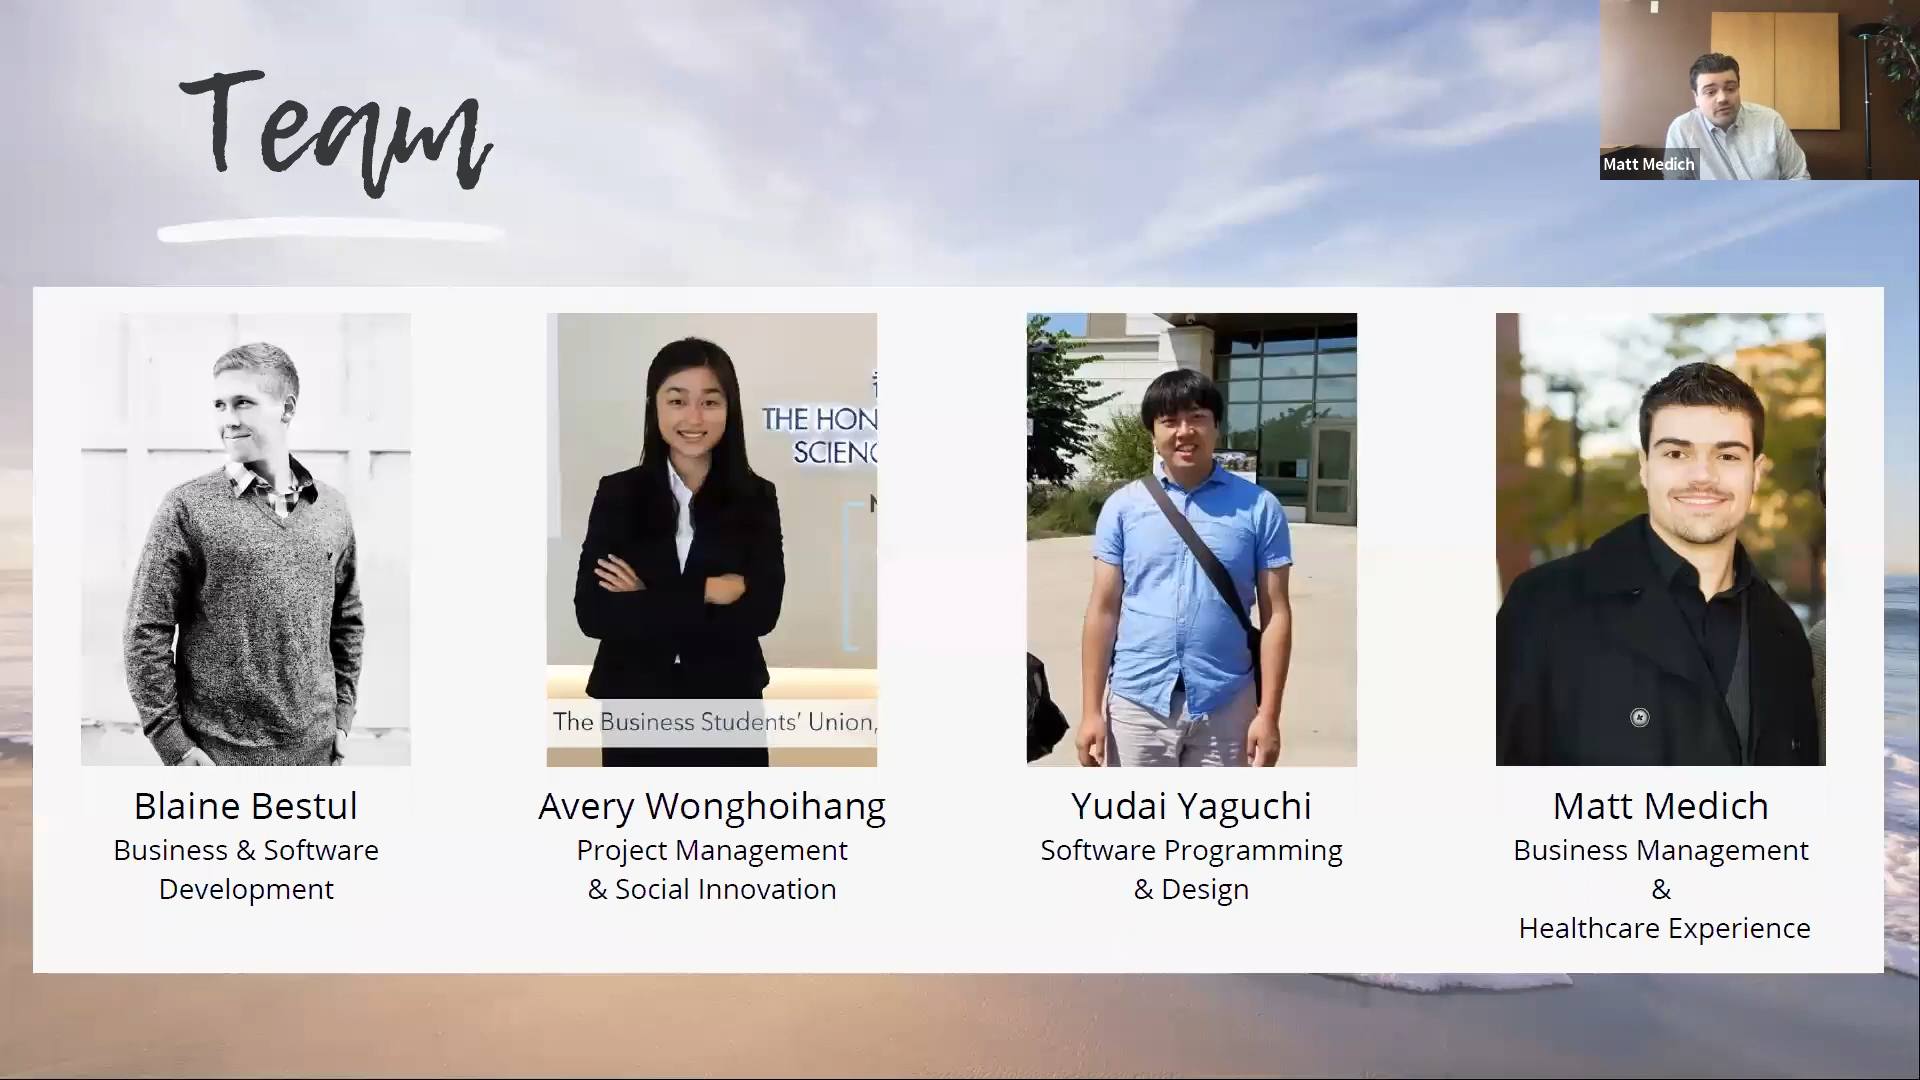 Team
Matt Medich
THE HON
SCIENC
The Business Students' Union,
Blaine Bestul
Business & Software
Development
Avery Wonghoihang
Project Management
& Social Innovation
Yudai Yaguchi
Software Programming
& Design
Matt Medich
Business Management
&
Healthcare Experience